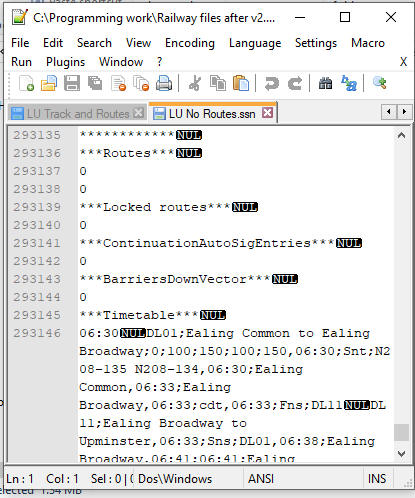 C:\Programming work\Railway files after v2....
File Edit Search View Encoding Language Settings Macro
Run Plugins Window ? X
LU Track and Routes LU No Routes.ssn
293135 ************NUL
293136 ***Routes***NUL
293137 0
293138 0
293139 ***Locked routes***NUL
293140 0
293141 ***ContinuationAutoSigEntries***NUL
293142 0
293143 ***BarriersDownVector***NUL
293144 0
293145 ***Timetable***NUL
293146 06:30NULDL01;Ealing Common to Ealing
Broadway;0;100;150;100;150,06:30;Snt;N2
08-135 N208-134,06:30;Ealing
Common,06:33;Ealing
Broadway,06:33;cdt,06:33;Fns;DL11NULDL
11;Ealing Broadway to
Upminster,06:33;Sns;DL01,06:38;Ealing
Broadway,06:41;06:41;Ealing
Ln : 1 Col : 1 Sel : 0 | 0 Dos\Windows ANSI INS
selected 1.54 MB